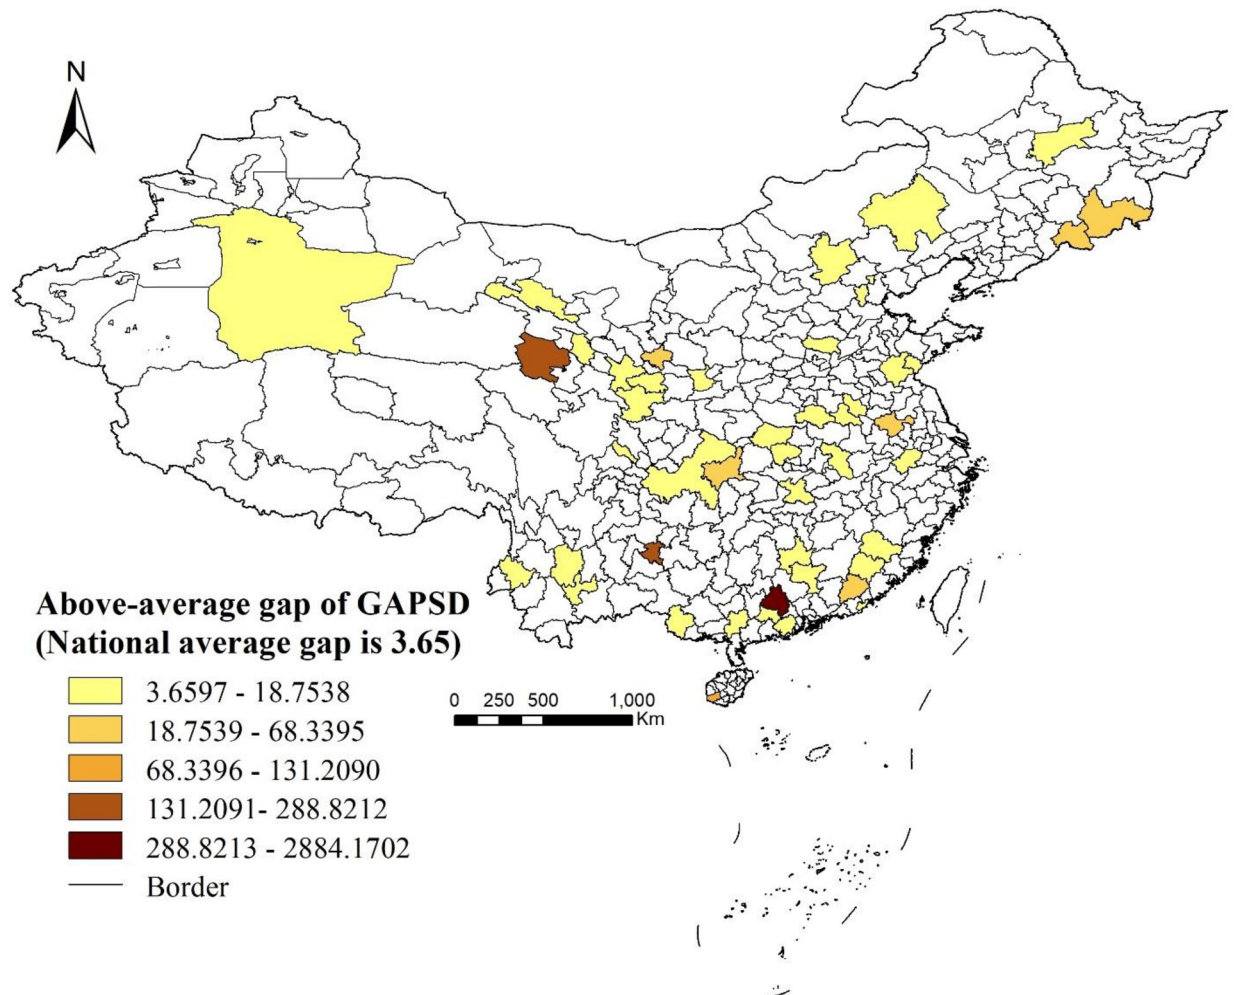 N
Above-average gap of GAPSD
(National average gap is 3.65)
3.6597 - 18.7538
18.7539 - 68.3395
68.3396 - 131.2090
131.2091- 288.8212
288.8213 - 2884.1702
Border
0 250 500 1,000
Km